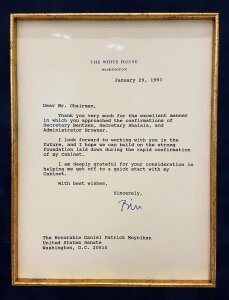 THE WHITE HOUSE
WASHINGTON
January 29, 1993
Dear Mr. Chairman,
Thank you very much for the excellent manner
in which you approached the confirmations of
Secretary Bentsen, Secretary Shalala, and
Administrator Browner.
I look forward to working with you in the
future, and I hope we can build on the strong
foundation laid down during the rapid confirmation
of my Cabinet.
I am deeply grateful for your consideration in
helping me get off to a quick start with my
Cabinet.
With best wishes,
Sincerely,
Bill
The Honorable Daniel Patrick Moynihan
United States Senate
Washington, D.C. 20510